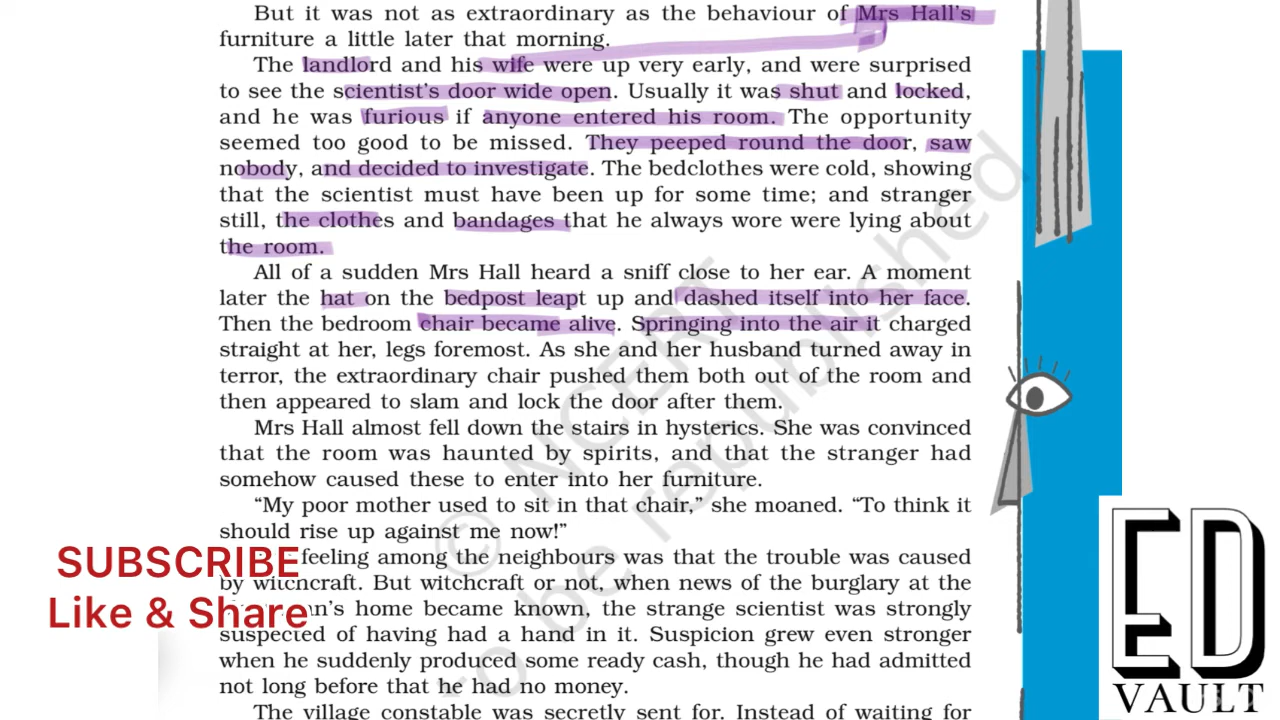 But it was not as extraordinary as the behaviour of Mrs Hall's
furniture a little later that morning.
The landlord and his wife were up very early, and were surprised
to see the scientist's door wide open. Usually it was shut and locked,
and he was furious if anyone entered his room. The opportunity
seemed too good to be missed. They peeped round the door, saw
nobody, and decided to investigate. The bedclothes were cold, showing
that the scientist must have been up for some time; and stranger
still, the clothes and bandages that he always wore were lying about
the room.
All of a sudden Mrs Hall heard a sniff close to her ear. A moment
later the hat on the bedpost leapt up and dashed itself into her face.
Then the bedroom chair became alive. Springing into the air it charged
straight at her, legs foremost. As she and her husband turned away in
terror, the extraordinary chair pushed them both out of the room and
then appeared to slam and lock the door after them.
Mrs Hall almost fell down the stairs in hysterics. She was convinced
that the room was haunted by spirits, and that the stranger had
somehow caused these to enter into her furniture.
“My poor mother used to sit in that chair,” she moaned. “To think it
should rise up against me now!”
feeling among the neighbours was that the trouble was caused
by witchcraft. But witchcraft or not, when news of the burglary at the
home became known, the strange scientist was strongly
suspected of having had a hand in it. Suspicion grew even stronger
when he suddenly produced some ready cash, though he had admitted
not long before that he had no money.
The village constable was secretly sent for. Instead of waiting for
SUBSCRIBE
Like & Share
© NCERT
to be republished
ED
VAULT